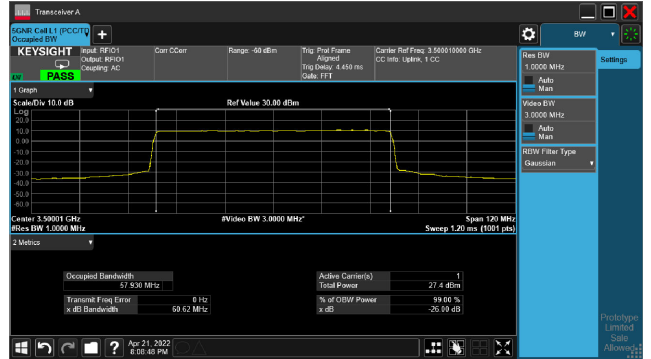 Transceiver A
5GNR Call L1 (PCC/TD
Occupied BW
BW
KEYSIGHT
Input: RFIO1
Output: RFIO1
Coupling: AC
Corr CCorr
Range: -60 dBm
Trig: Prot Frame
Aligned
Trig Delay: 4.450 ms
Gate: FFT
Carrier Ref Freq: 3.500010000 GHz
CC Info: Uplink, 1 CC
PASS
Res BW
1.0000 MHz
Settings
Auto
Man
Video BW
3.0000 MHz
Auto
Man
RBW Filter Type
Gaussian
1 Graph
Scale/Div 10.0 dB
Ref Value 30.00 dBm
Log
20.0
10.0
0.00
-10.0
-20.0
-30.0
-40.0
-50.0
-60.0
Center 3.50001 GHz
#Video BW 3.0000 MHz*
Span 120 MHz
#Res BW 1.0000 MHz
Sweep 1.20 ms (1001 pts)
2 Metrics
Occupied Bandwidth
57.930 MHz
Active Carrier(s) 1
Total Power 27.4 dBm
Transmit Freq Error 0 Hz
x dB Bandwidth 60.62 MHz
% of OBW Power 99.00 %
x dB -26.00 dB
Prototype
Limited
Sale
Allowed
Apr 21, 2022
8:08:48 PM